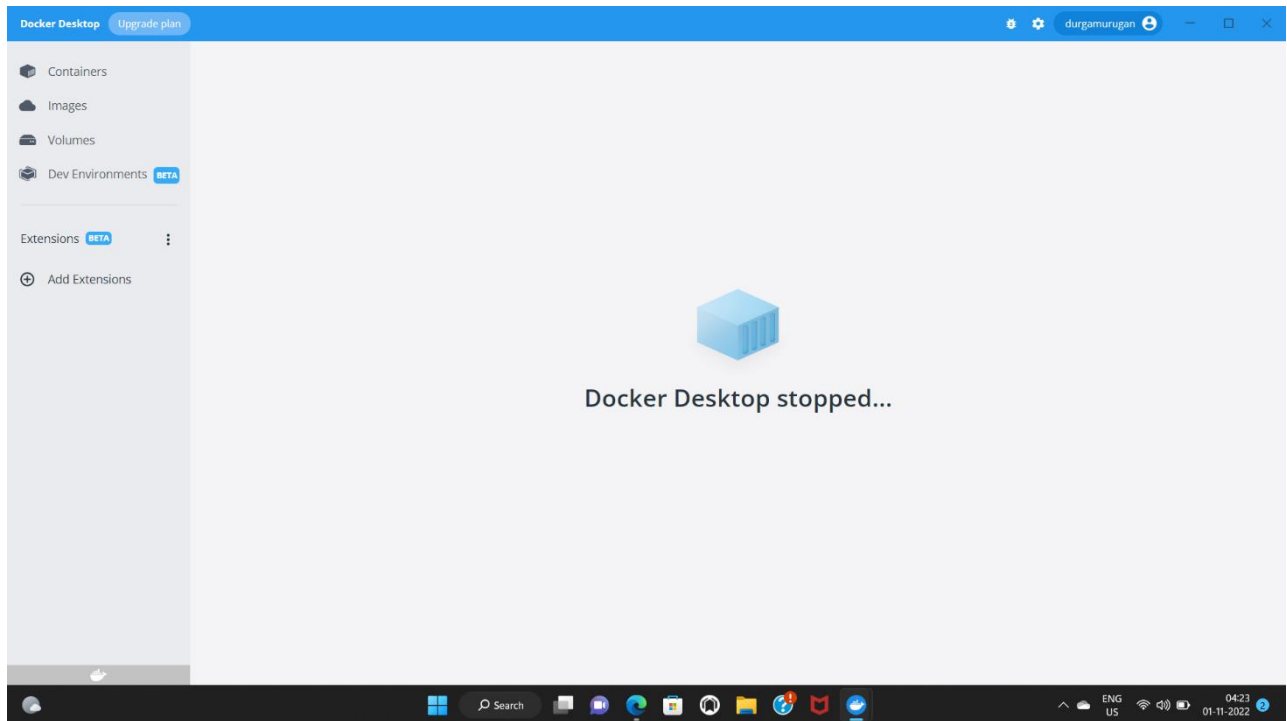 Docker Desktop Upgrade plan durgamurugan
Containers
Images
Volumes
Dev Environments BETA
Extensions BETA
Add Extensions
Docker Desktop stopped...
Search
ENG
US
04:23
01-11-2022
2